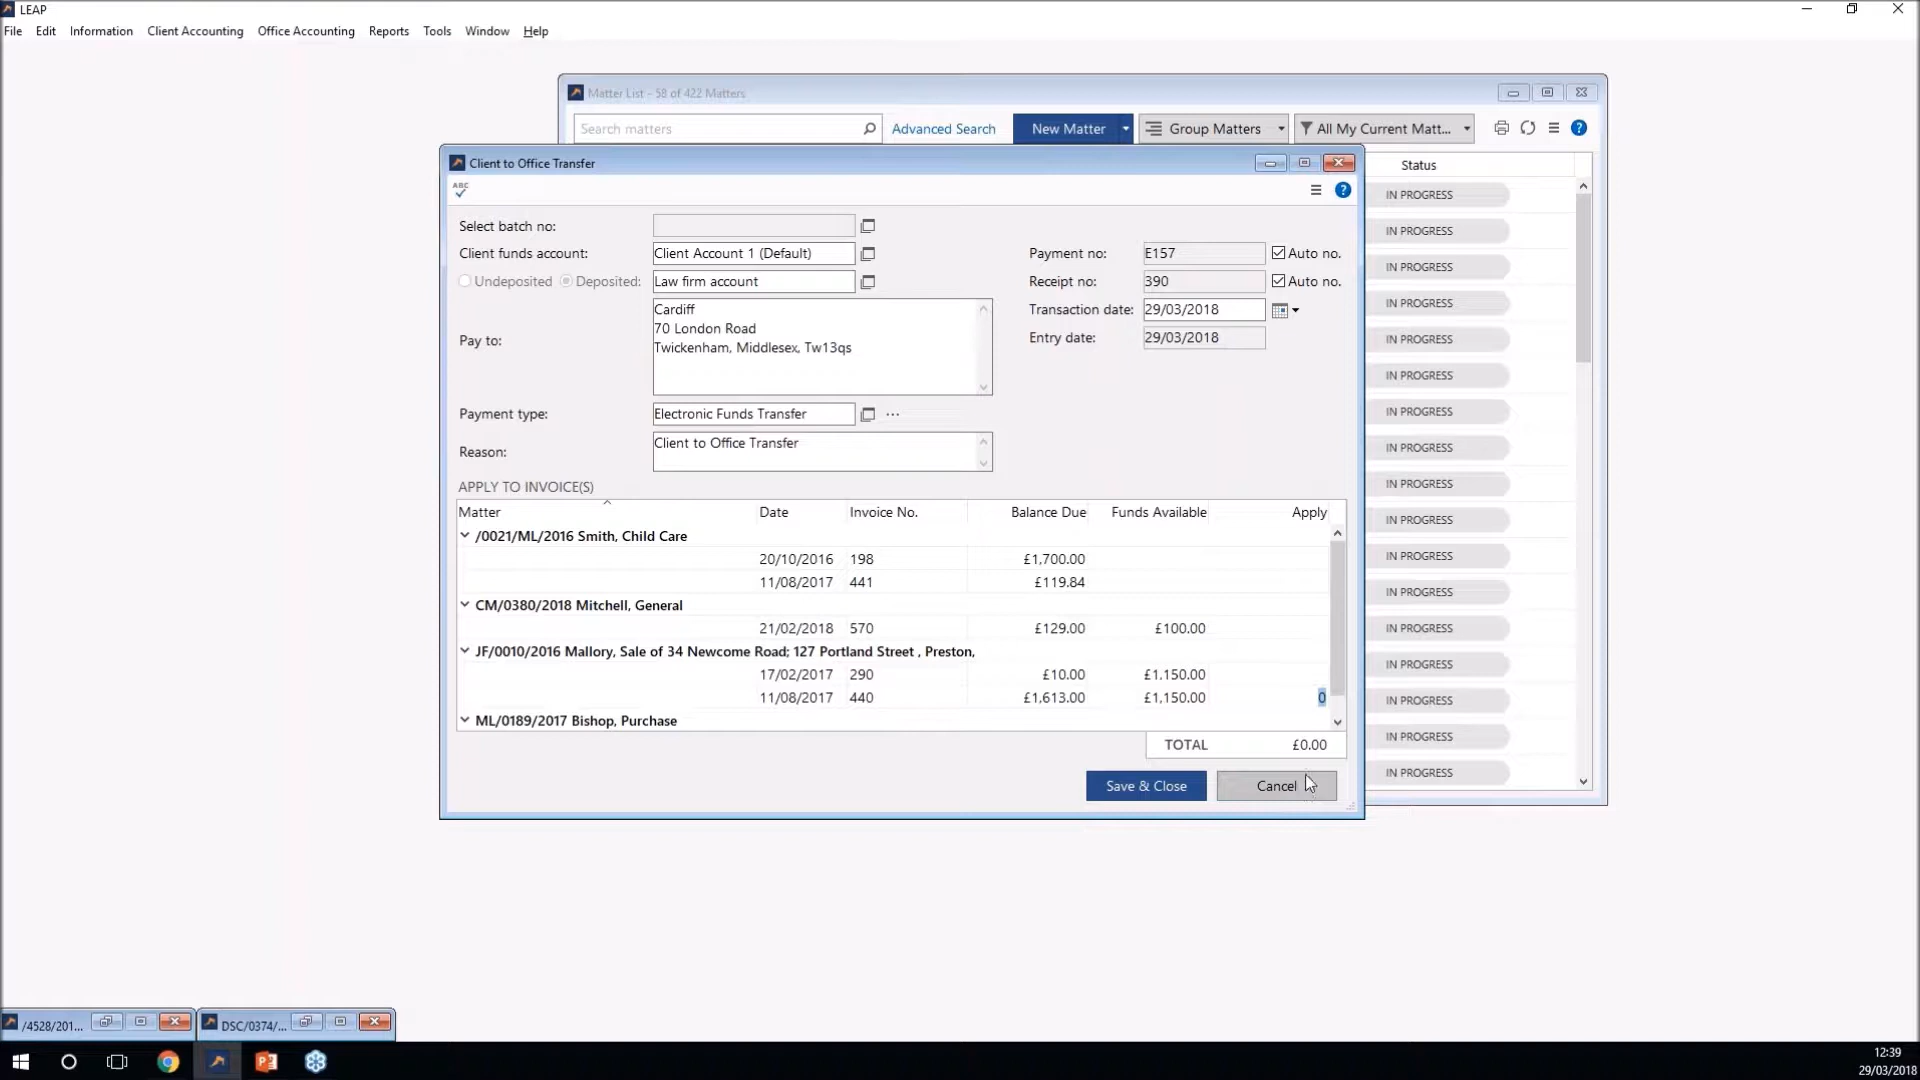 LEAP
File Edit Information Client Accounting Office Accounting Reports Tools Window Help
Matter List - 58 of 422 Matters
Search matters Advanced Search New Matter Group Matters All My Current Matt... ?
Client to Office Transfer
Status
ABC ?
IN PROGRESS
Select batch no:
IN PROGRESS
Client funds account: Client Account 1 (Default) Payment no: E157 Auto no.
IN PROGRESS
Undeposited Deposited: Law firm account Receipt no: 390 Auto no.
Pay to: Cardiff
70 London Road
Twickenham, Middlesex, Tw13qs
Transaction date: 29/03/2018
IN PROGRESS
Entry date: 29/03/2018
IN PROGRESS
IN PROGRESS
Payment type: Electronic Funds Transfer ...
IN PROGRESS
Reason: Client to Office Transfer
IN PROGRESS
APPLY TO INVOICE(S)
IN PROGRESS
Matter Date Invoice No. Balance Due Funds Available Apply
IN PROGRESS
/0021/ML/2016 Smith, Child Care
20/10/2016 198 £1,700.00
IN PROGRESS
11/08/2017 441 £119.84
IN PROGRESS
CM/0380/2018 Mitchell, General
21/02/2018 570 £129.00 £100.00
IN PROGRESS
JF/0010/2016 Mallory, Sale of 34 Newcome Road; 127 Portland Street , Preston,
IN PROGRESS
17/02/2017 290 £10.00 £1,150.00
11/08/2017 440 £1,613.00 £1,150.00 0
IN PROGRESS
ML/0189/2017 Bishop, Purchase
IN PROGRESS
TOTAL £0.00
IN PROGRESS
Save & Close Cancel
/4528/201... DSC/0374/...
12:39
29/03/2018